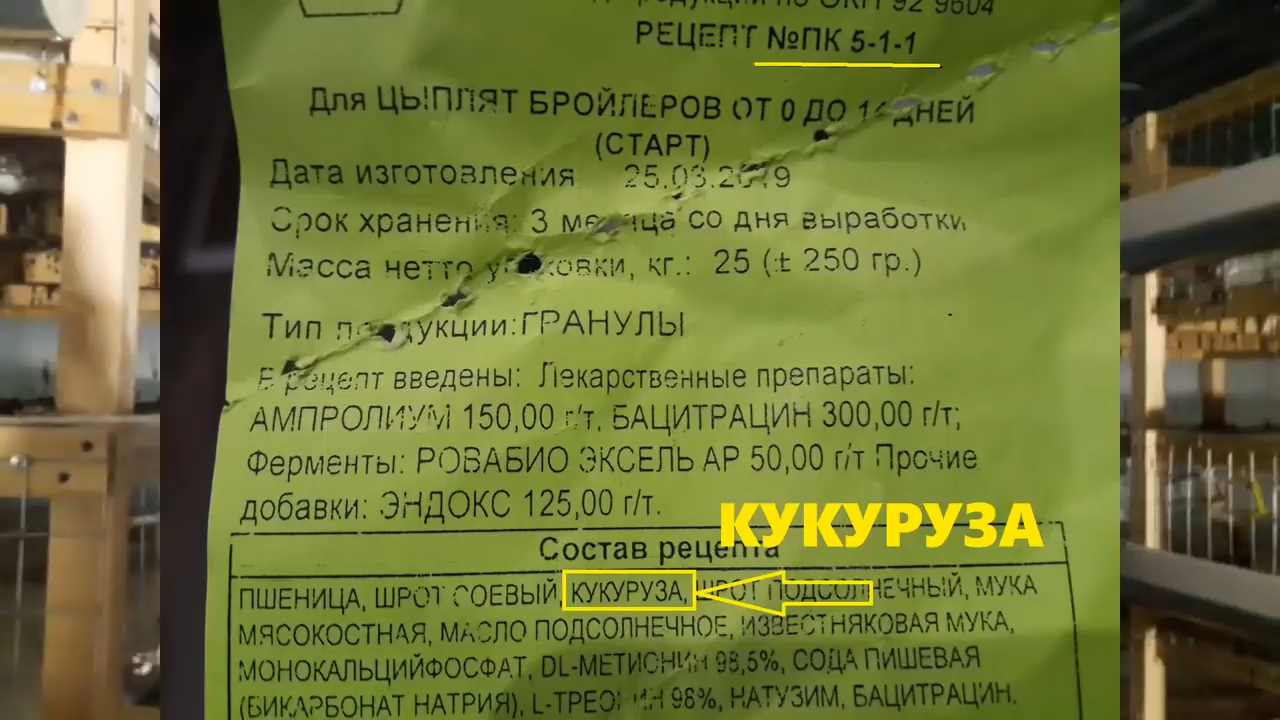 РЕЦЕПТ №ПК 5-1-1
Для ЦЫПЛЯТ БРОЙЛЕРОВ ОТ 0 ДО 14 ДНЕЙ
(СТАРТ)
Дата изготовления 25.03.2019
Срок хранения: 3 месяца со дня выработки
Масса нетто упаковки, кг.: 25 (± 250 гр.)
Тип продукции: ГРАНУЛЫ
В рецепт введены: Лекарственные препараты:
АМПРОЛИУМ 150,00 г/т, БАЦИТРАЦИН 300,00 г/т;
Ферменты: РОВАБИО ЭКСЕЛЬ АР 50,00 г/т Прочие
добавки: ЭНДОКС 125,00 г/т.
КУКУРУЗА
Состав рецепта
ПШЕНИЦА, ШРОТ СОЕВЫЙ, КУКУРУЗА, ШРОТ ПОДСОЛНЕЧНЫЙ, МУКА
МЯСОКОСТНАЯ, МАСЛО ПОДСОЛНЕЧНОЕ, ИЗВЕСТНЯКОВАЯ МУКА,
МОНОКАЛЬЦИЙФОСФАТ, DL-МЕТИОНИН 98,5%, СОДА ПИЩЕВАЯ
(БИКАРБОНАТ НАТРИЯ), L-ТРЕОНИН 98%, НАТУЗИМ, БАЦИТРАЦИН.